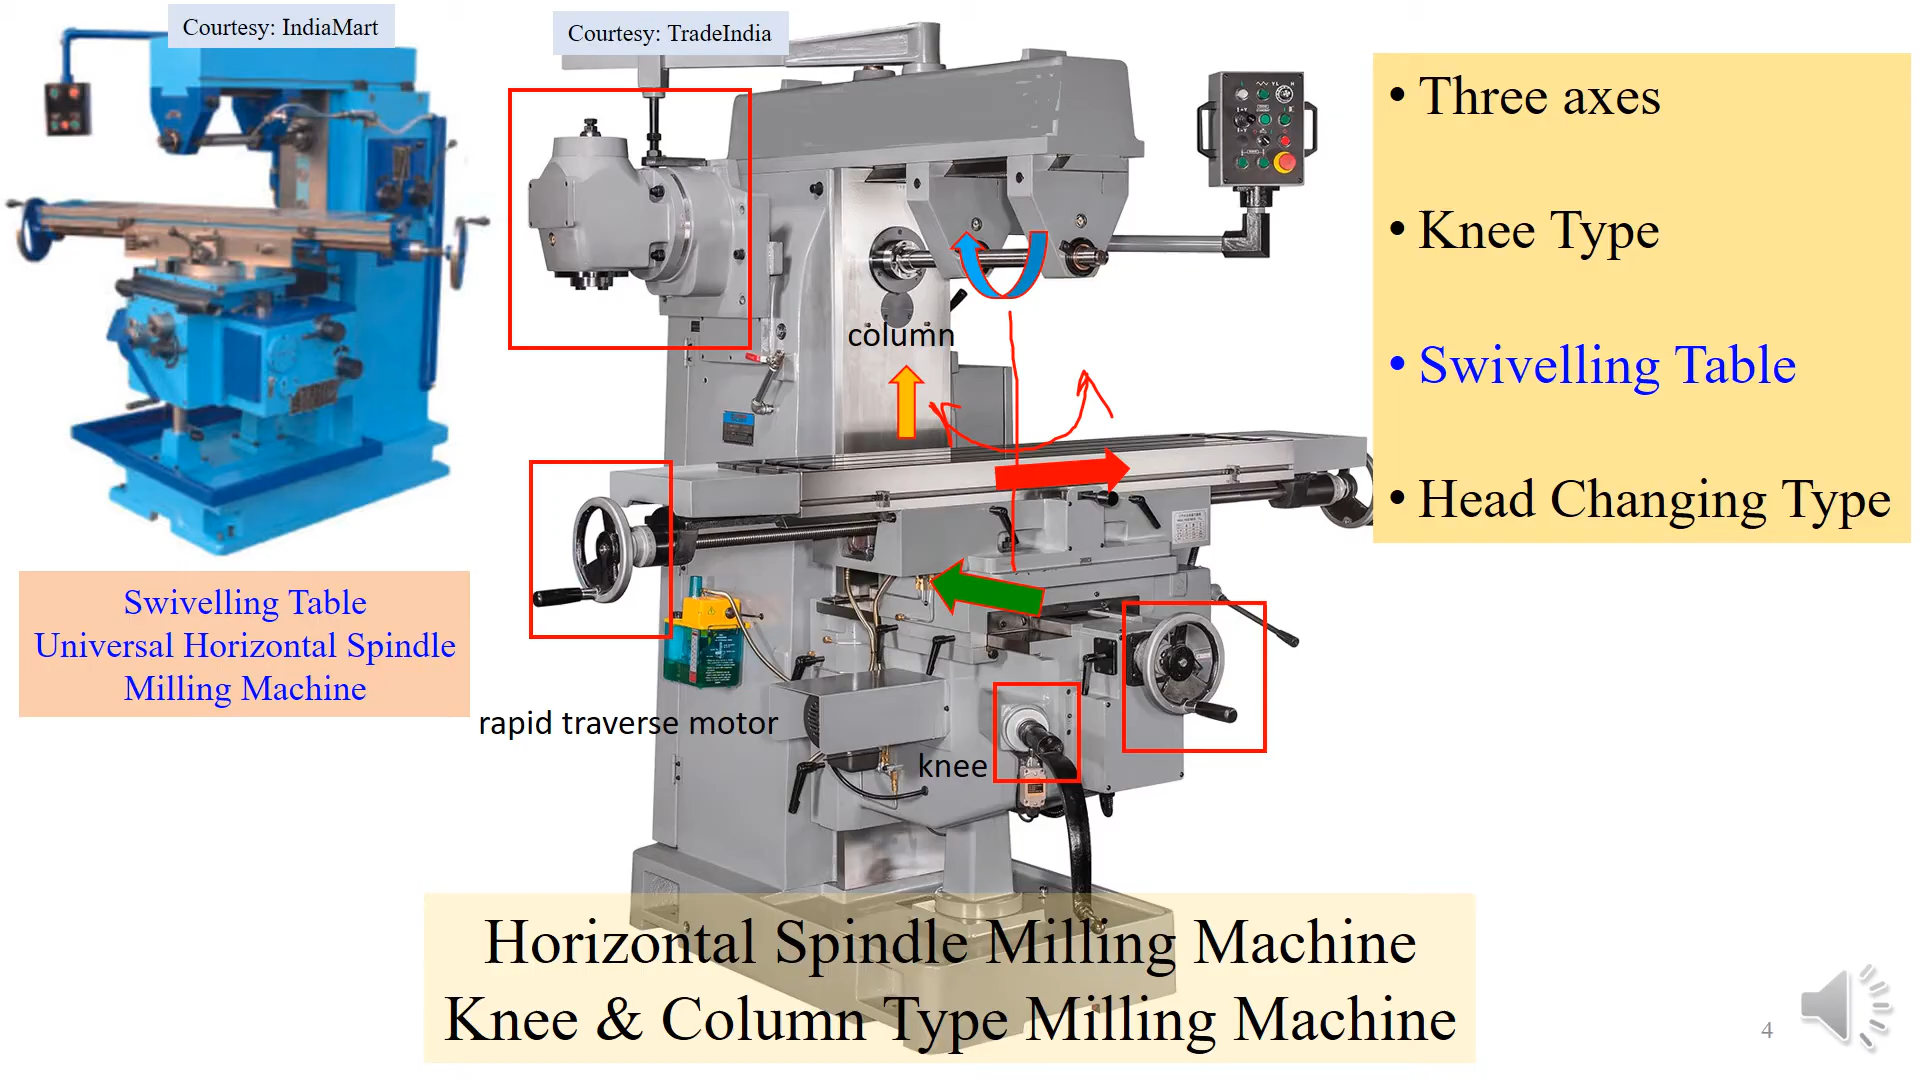 Courtesy: IndiaMart
Courtesy: TradeIndia
• Three axes
• Knee Type
• Swivelling Table
• Head Changing Type
column
Swivelling Table
Universal Horizontal Spindle
Milling Machine
rapid traverse motor
knee
Horizontal Spindle Milling Machine
Knee & Column Type Milling Machine
4